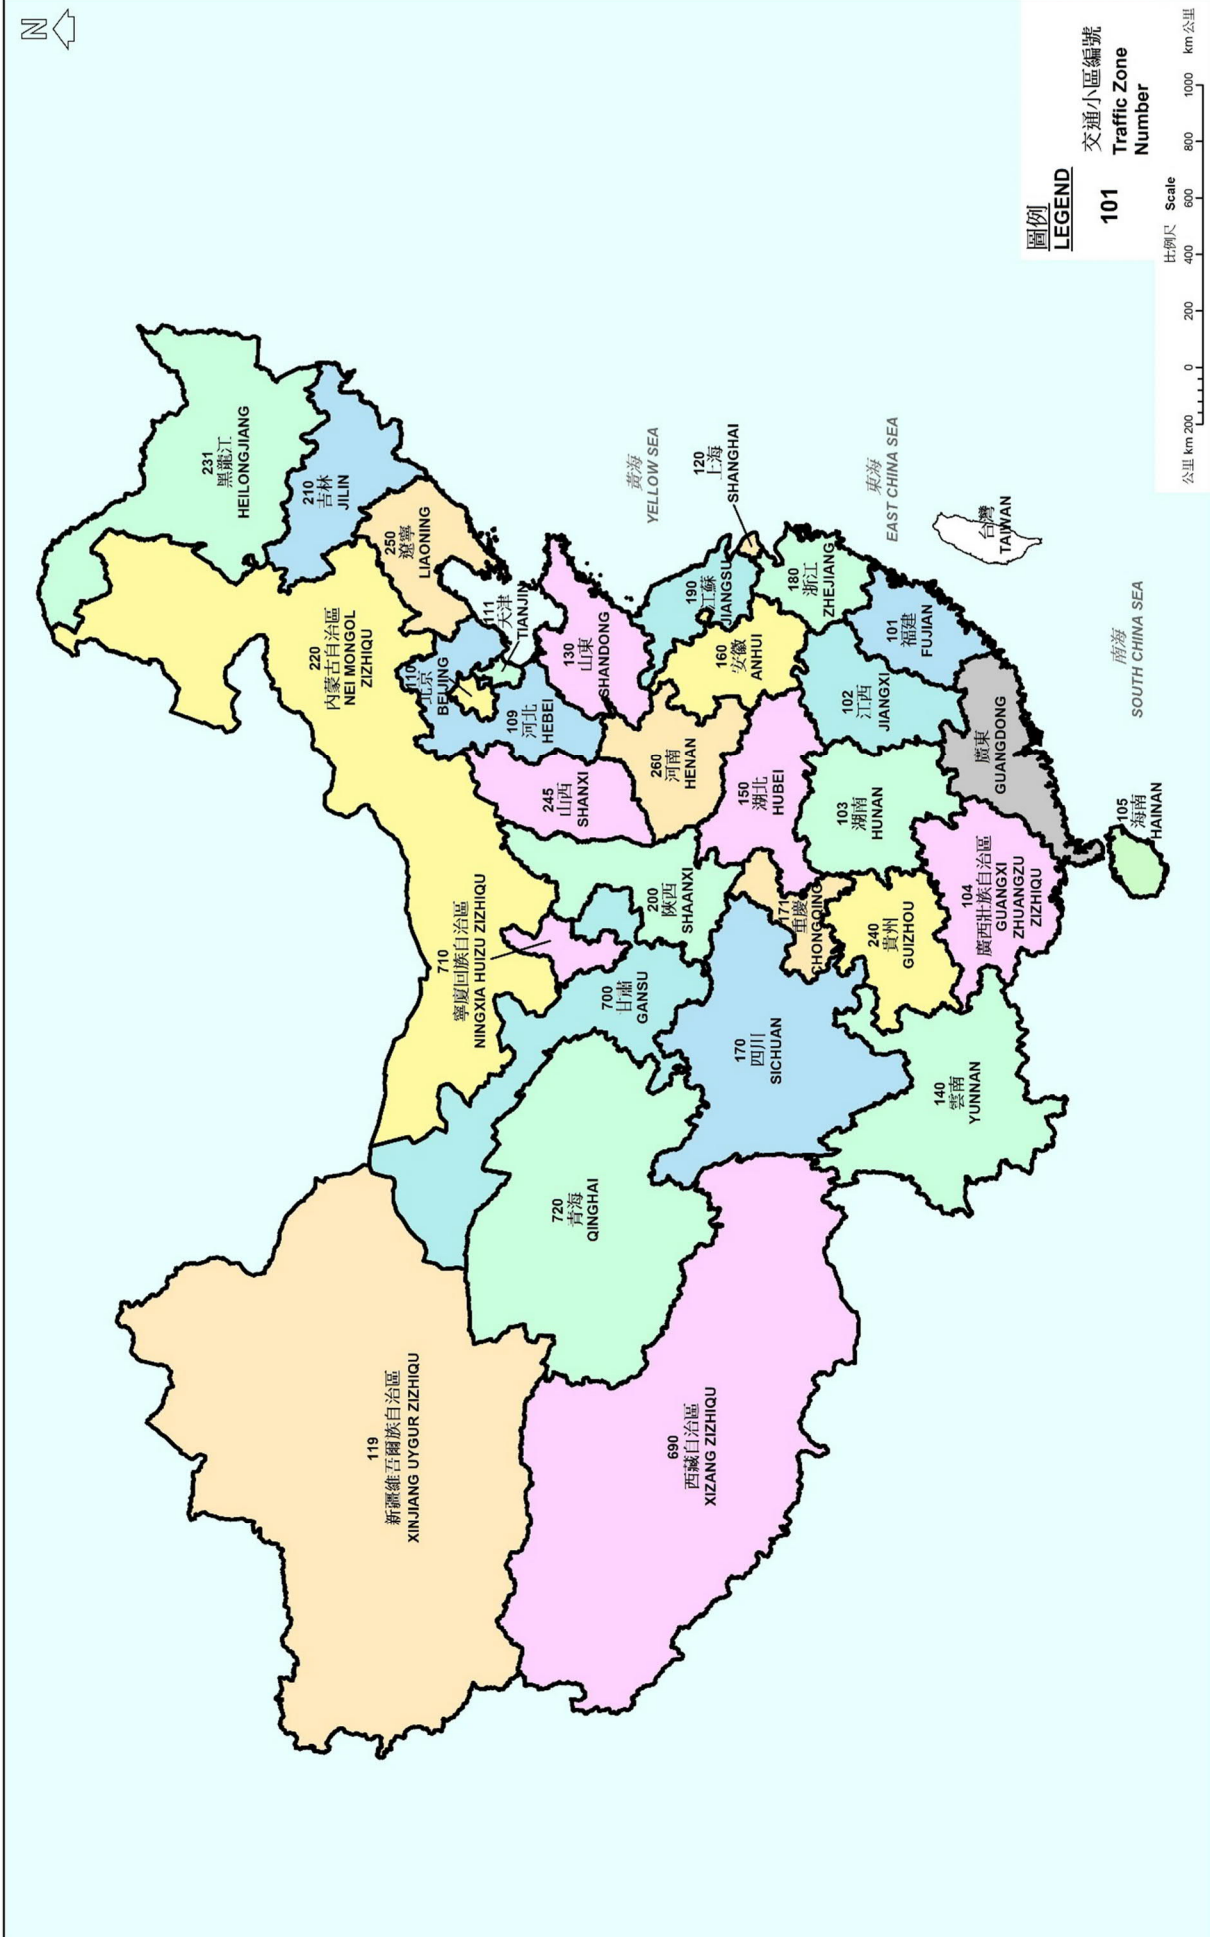 N
231
黑龍江
HEILONGJIANG
210
吉林
JILIN
250
遼寧
LIAONING
220
內蒙古自治區
NEI MONGOL
ZIZHIQU
111
天津
TIANJIN
110
北京
BEIJING
109
河北
HEBEI
130
山東
SHANDONG
245
山西
SHANXI
黃海
YELLOW SEA
190
江蘇
JIANGSU
120
上海
SHANGHAI
160
安徽
ANHUI
260
河南
HENAN
200
陝西
SHAANXI
710
寧廈回族自治區
NINGXIA HUIZU ZIZHIQU
700
甘肅
GANSU
720
青海
QINGHAI
119
新疆維吾爾族自治區
XINJIANG UYGUR ZIZHIQU
690
西藏自治區
XIZANG ZIZHIQU
170
四川
SICHUAN
171
重慶
CHONGQING
150
湖北
HUBEI
180
浙江
ZHEJIANG
東海
EAST CHINA SEA
101
福建
FUJIAN
102
江西
JIANGXI
103
湖南
HUNAN
240
貴州
GUIZHOU
140
雲南
YUNNAN
104
廣西壯族自治區
GUANGXI
ZHUANGZU
ZIZHIQU
廣東
GUANGDONG
台灣
TAIWAN
南海
SOUTH CHINA SEA
105
海南
HAINAN
圖例
LEGEND
101
交通小區編號
Traffic Zone
Number
比例尺 Scale
公里 km 200 0 200 400 600 800 1000 km 公里